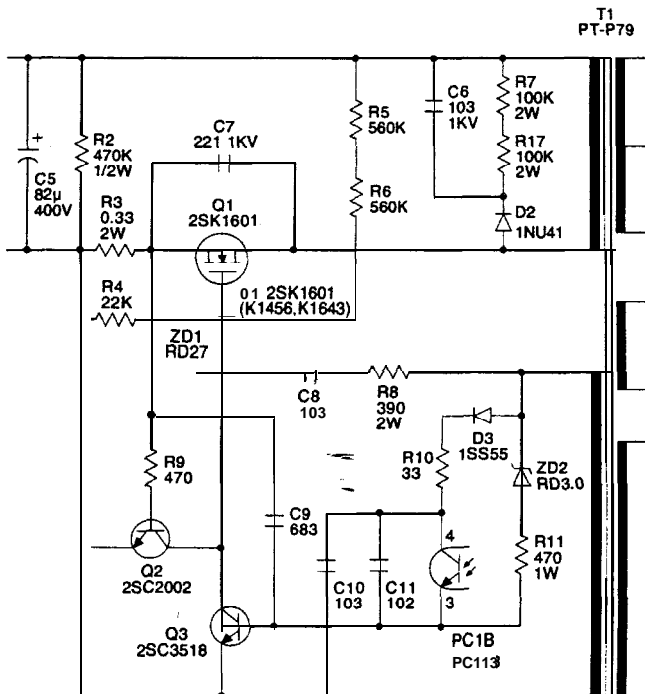 T1
PT-P79
C6
103
1KV
R7
100K
2W
R5
560K
C7
221 1KV
R2
470K
1/2W
+
R17
100K
2W
C5
82µ
400V
R6
560K
Q1
2SK1601
R3
0.33
2W
D2
1NU41
R4
22K
01 2SK1601
(K1456,K1643)
ZD1
RD27
C8
103
R8
390
2W
D3
1SS55
R10
33
ZD2
RD3.0
R9
470
C9
683
4
R11
470
1W
Q2
2SC2002
C10
103
C11
102
3
Q3
2SC3518
PC1B
PC113